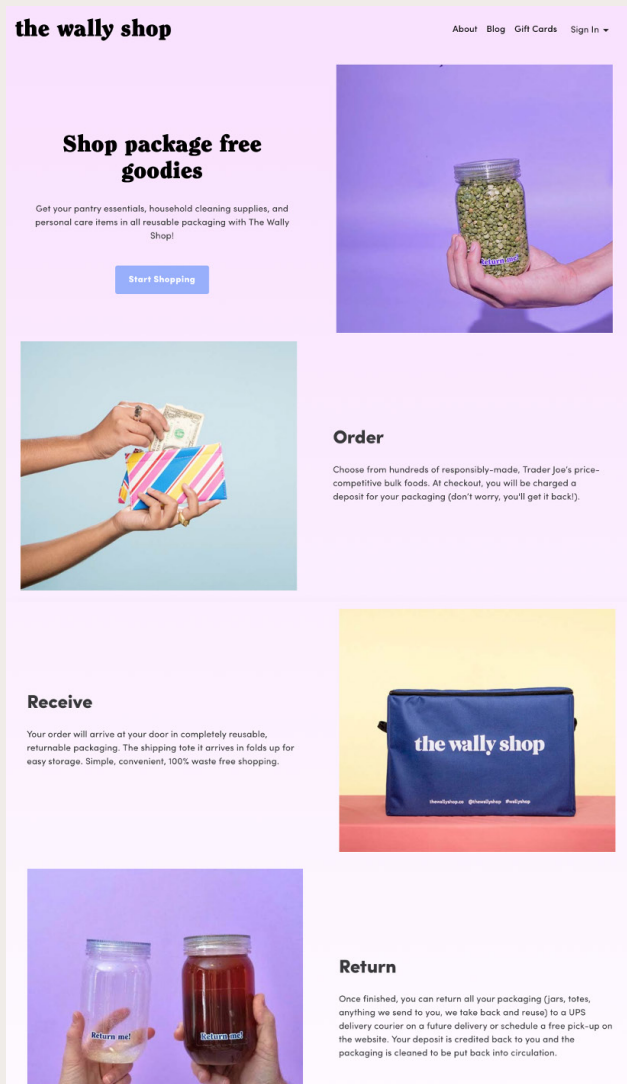 the wally shop
About Blog Gift Cards Sign In
Shop package free
goodies
Get your pantry essentials, household cleaning supplies, and
personal care items in all reusable packaging with The Wally
Shop!
Start Shopping
Return me!
Order
Choose from hundreds of responsibly-made, Trader Joe's price-
competitive bulk foods. At checkout, you will be charged a
deposit for your packaging (don't worry, you'll get it back!).
Receive
Your order will arrive at your door in completely reusable,
returnable packaging. The shipping tote it arrives in folds up for
easy storage. Simple, convenient, 100% waste free shopping.
the wally shop
thewallyshop.co @thewallyshop #wallyshop
Return me!
Return me!
Return
Once finished, you can return all your packaging (jars, totes,
anything we send to you, we take back and reuse) to a UPS
delivery courier on a future delivery or schedule a free pick-up on
the website. Your deposit is credited back to you and the
packaging is cleaned to be put back into circulation.